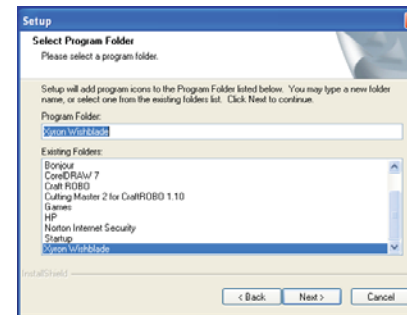 Setup
Select Program Folder
Please select a program folder.
Setup will add program icons to the Program Folder listed below. You may type a new folder
name, or select one from the existing folders list. Click Next to continue.
Program Folder:
Xyron Wishblade
Existing Folders:
Bonjour
CorelDRAW 7
Craft ROBO
Cutting Master 2 for CraftROBO 1.10
Games
HP
Norton Internet Security
Startup
Xyron Wishblade
InstallShield
< Back
Next >
Cancel